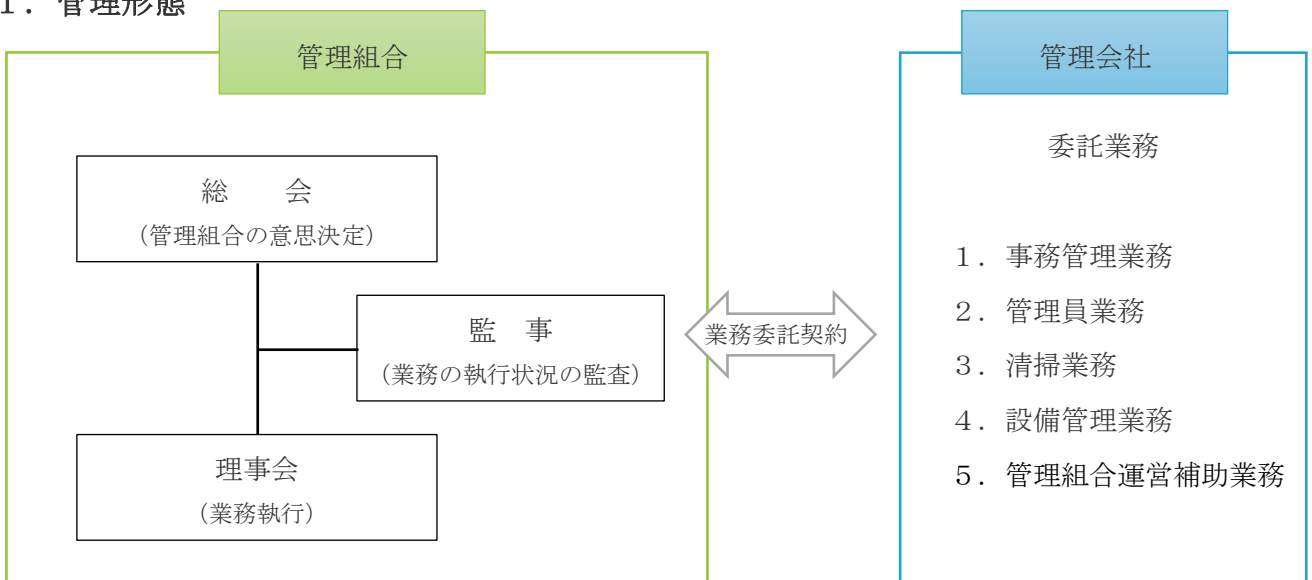 １．管理形態
管理組合
総　　会
（管理組合の意思決定）
監　事
（業務の執行状況の監査）
理事会
（業務執行）
業務委託契約
管理会社
委託業務
１．事務管理業務
２．管理員業務
３．清掃業務
４．設備管理業務
５．管理組合運営補助業務